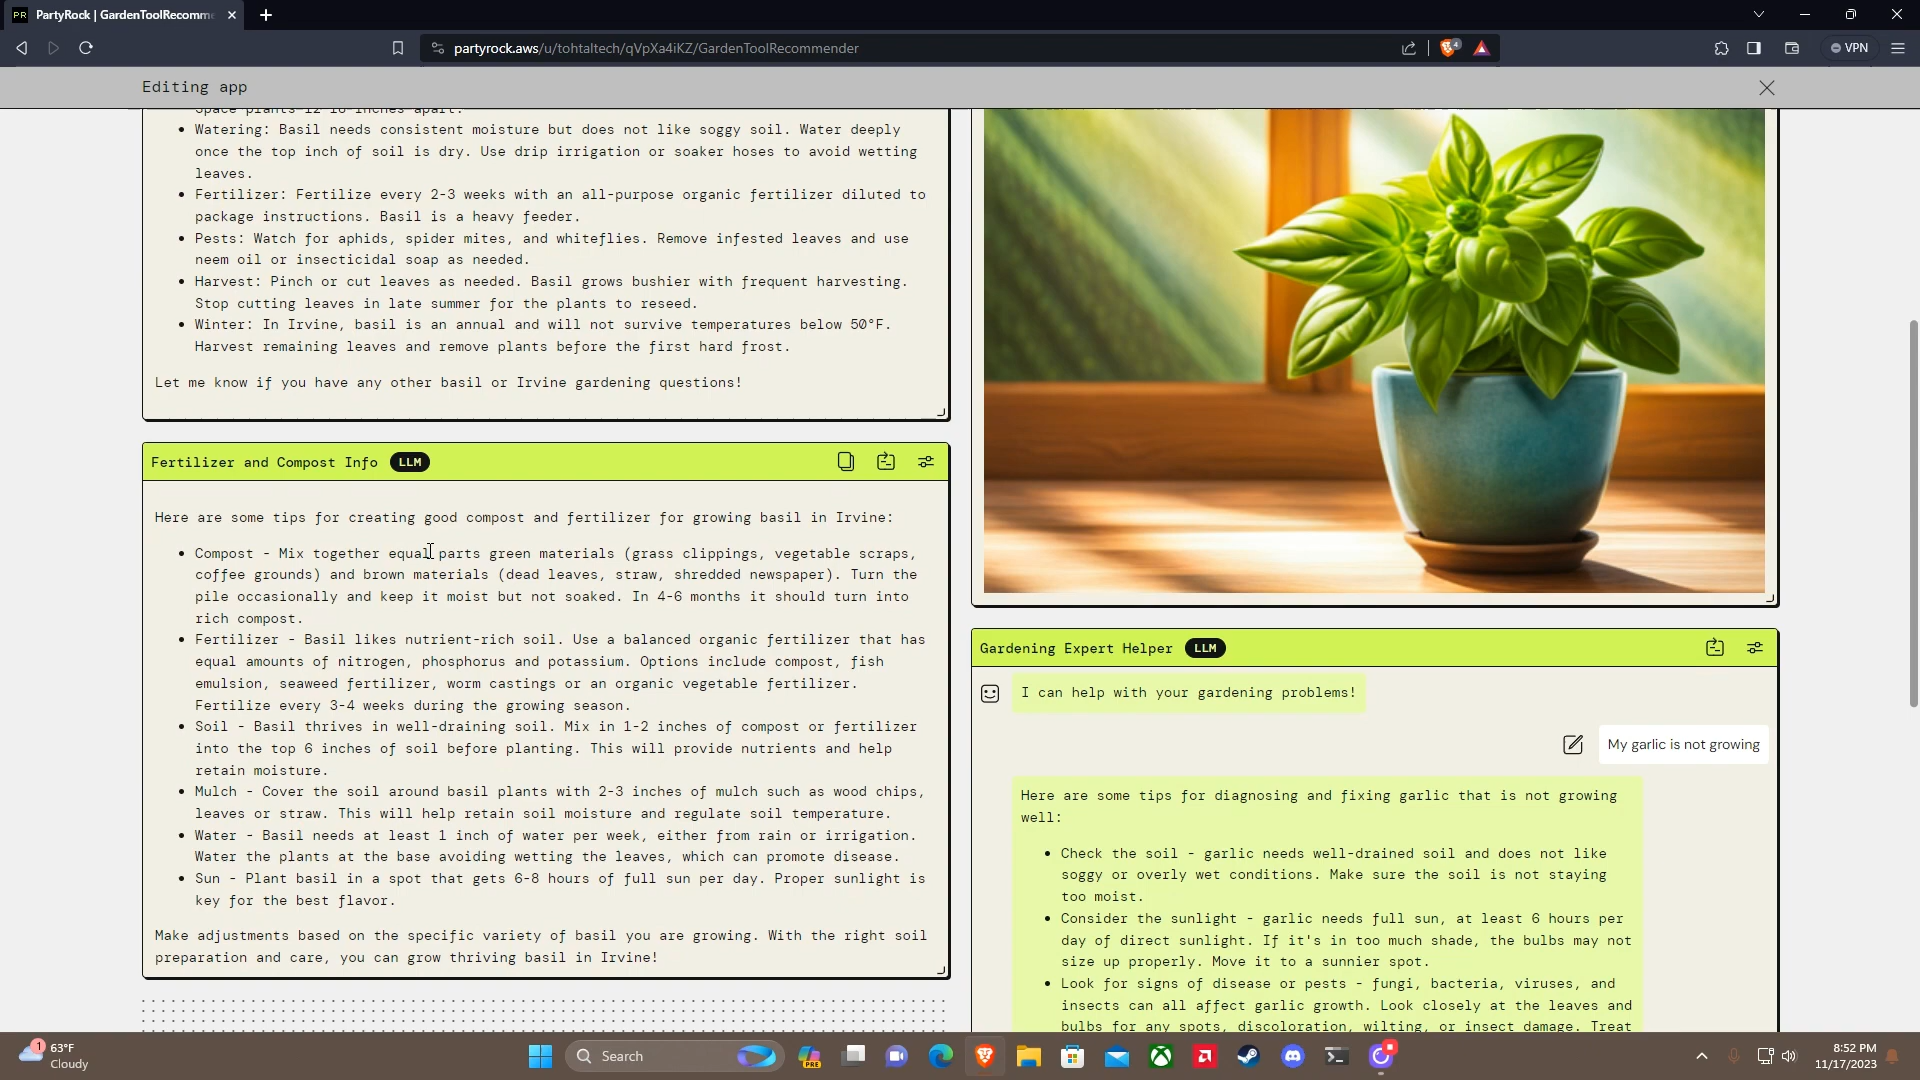 PR PartyRock | GardenToolRecomme
partyrock.aws/u/tohtaltech/qVpXa4iKZ/GardenToolRecommender
4
VPN
Editing app
Space plants 12-18 inches apart.
Watering: Basil needs consistent moisture but does not like soggy soil. Water deeply
once the top inch of soil is dry. Use drip irrigation or soaker hoses to avoid wetting
leaves.
Fertilizer: Fertilize every 2-3 weeks with an all-purpose organic fertilizer diluted to
package instructions. Basil is a heavy feeder.
Pests: Watch for aphids, spider mites, and whiteflies. Remove infested leaves and use
neem oil or insecticidal soap as needed.
Harvest: Pinch or cut leaves as needed. Basil grows bushier with frequent harvesting.
Stop cutting leaves in late summer for the plants to reseed.
Winter: In Irvine, basil is an annual and will not survive temperatures below 50°F.
Harvest remaining leaves and remove plants before the first hard frost.
Let me know if you have any other basil or Irvine gardening questions!
Fertilizer and Compost Info LLM
Here are some tips for creating good compost and fertilizer for growing basil in Irvine:
Compost - Mix together equal parts green materials (grass clippings, vegetable scraps,
coffee grounds) and brown materials (dead leaves, straw, shredded newspaper). Turn the
pile occasionally and keep it moist but not soaked. In 4-6 months it should turn into
rich compost.
Fertilizer - Basil likes nutrient-rich soil. Use a balanced organic fertilizer that has
equal amounts of nitrogen, phosphorus and potassium. Options include compost, fish
emulsion, seaweed fertilizer, worm castings or an organic vegetable fertilizer.
Fertilize every 3-4 weeks during the growing season.
Soil - Basil thrives in well-draining soil. Mix in 1-2 inches of compost or fertilizer
into the top 6 inches of soil before planting. This will provide nutrients and help
retain moisture.
Mulch - Cover the soil around basil plants with 2-3 inches of mulch such as wood chips,
leaves or straw. This will help retain soil moisture and regulate soil temperature.
Water - Basil needs at least 1 inch of water per week, either from rain or irrigation.
Water the plants at the base avoiding wetting the leaves, which can promote disease.
Sun - Plant basil in a spot that gets 6-8 hours of full sun per day. Proper sunlight is
key for the best flavor.
Make adjustments based on the specific variety of basil you are growing. With the right soil
preparation and care, you can grow thriving basil in Irvine!
Gardening Expert Helper LLM
I can help with your gardening problems!
My garlic is not growing
Here are some tips for diagnosing and fixing garlic that is not growing
well:
Check the soil - garlic needs well-drained soil and does not like
soggy or overly wet conditions. Make sure the soil is not staying
too moist.
Consider the sunlight - garlic needs full sun, at least 6 hours per
day of direct sunlight. If it's in too much shade, the bulbs may not
size up properly. Move it to a sunnier spot.
Look for signs of disease or pests - fungi, bacteria, viruses, and
insects can all affect garlic growth. Look closely at the leaves and
bulbs for any spots, discoloration, wilting, or insect damage. Treat
1
63°F
Cloudy
Search
PRE
8:52 PM
11/17/2023